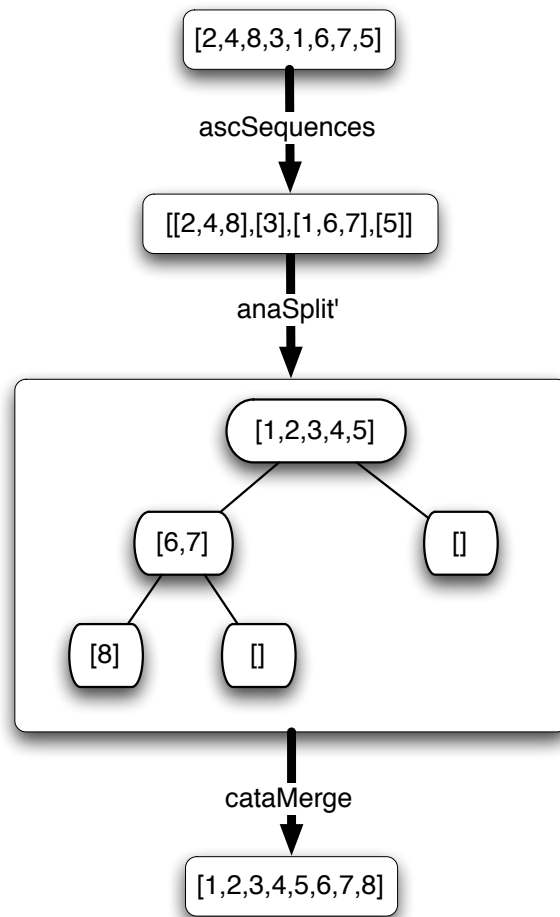 [2,4,8,3,1,6,7,5]
ascSequences
[[2,4,8],[3],[1,6,7],[5]]
anaSplit'
[1,2,3,4,5]
[6,7]
[]
[8]
[]
cataMerge
[1,2,3,4,5,6,7,8]